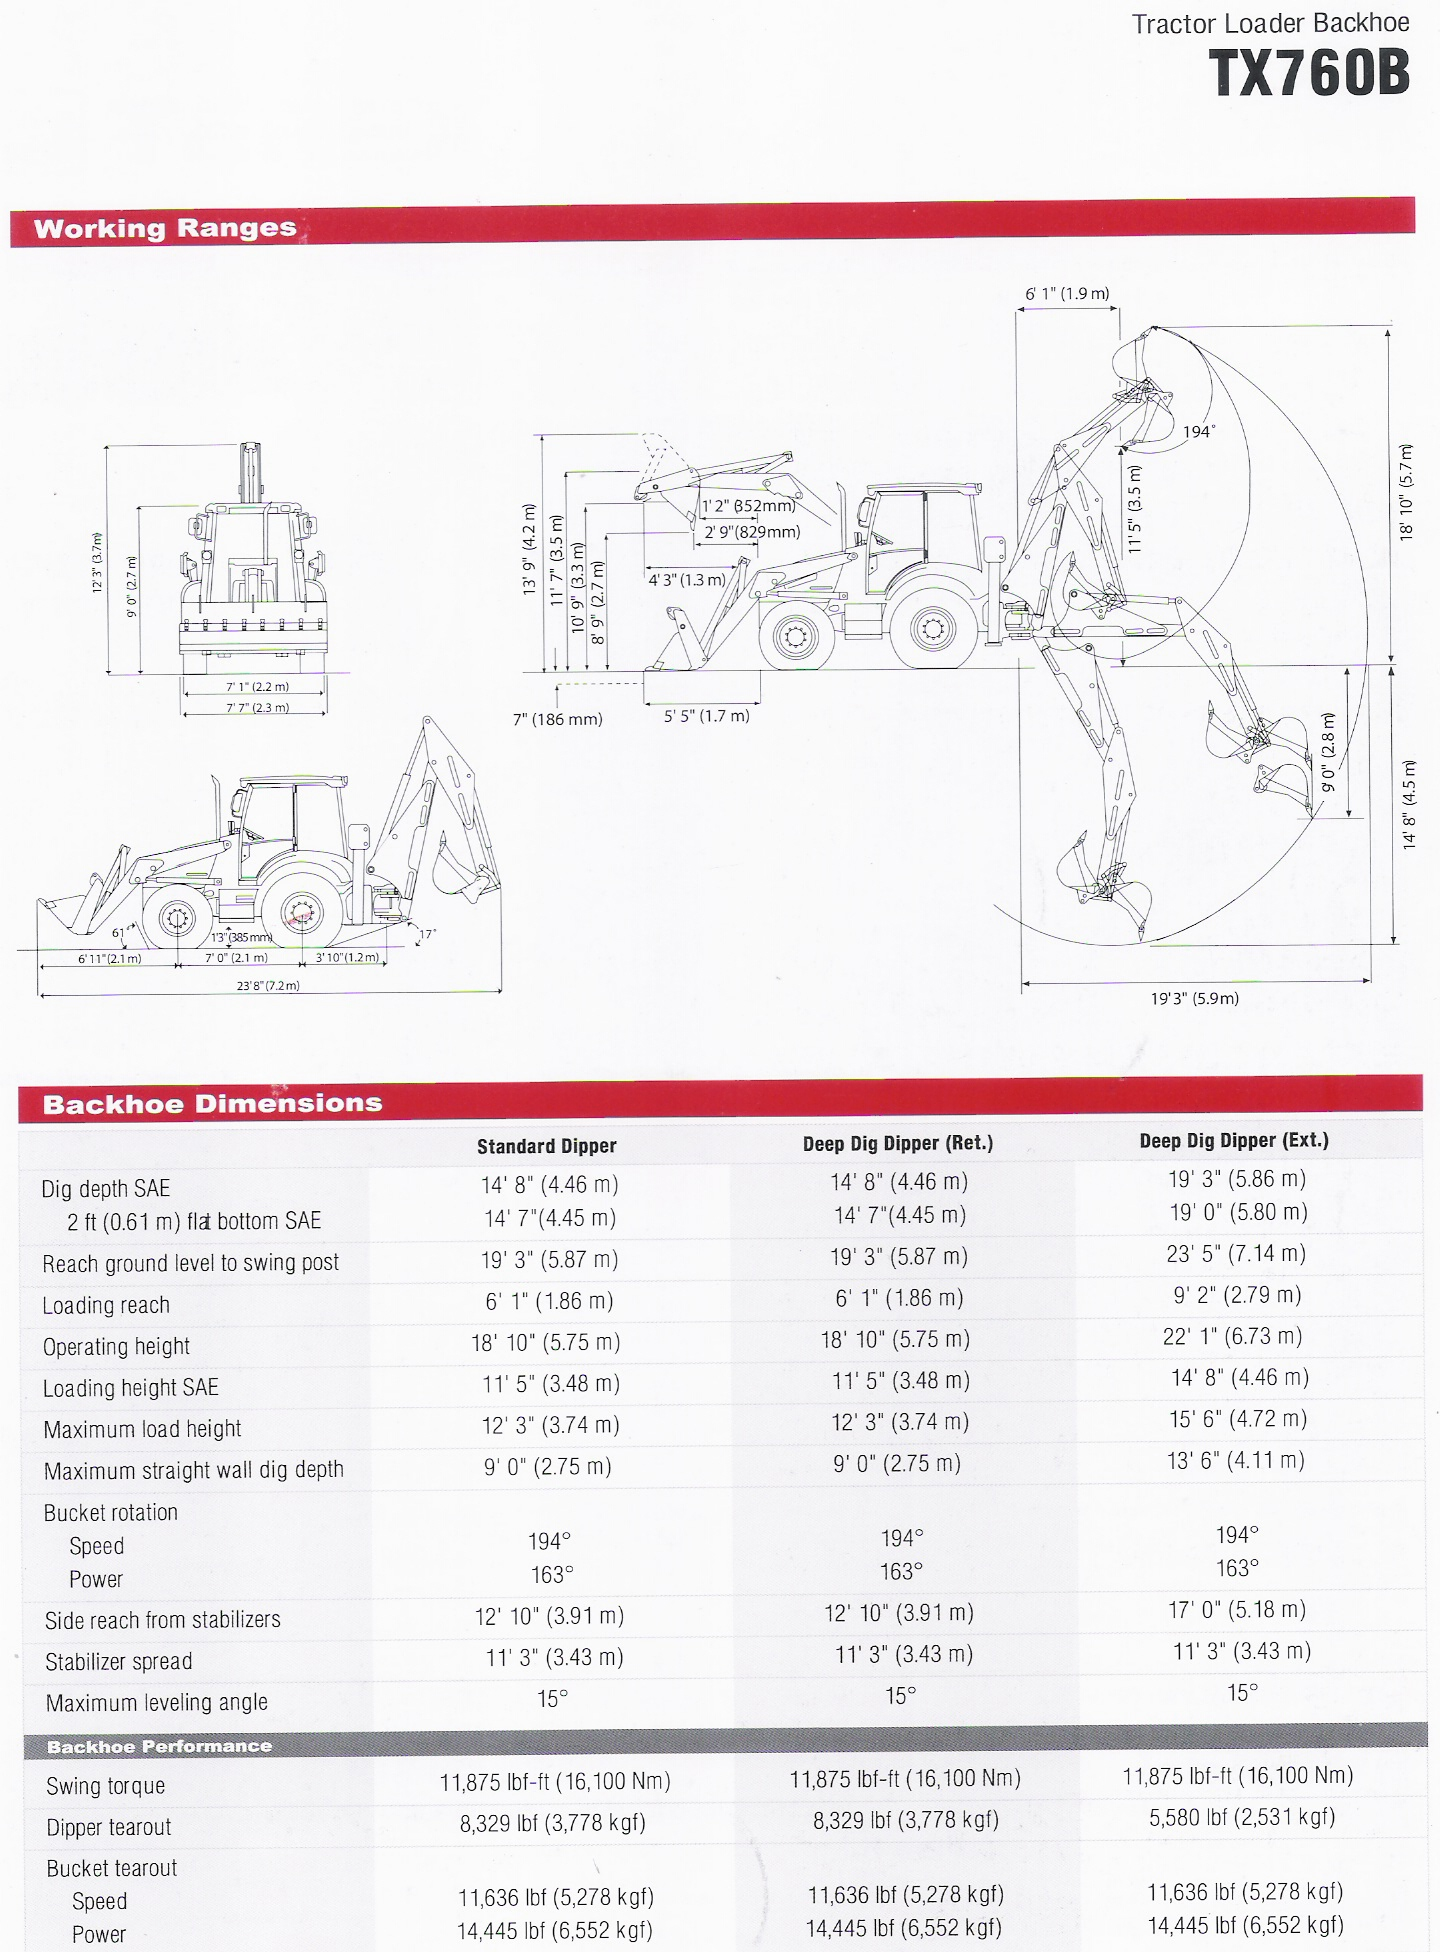 Tractor Loader Backhoe
TX760B
Working Ranges
6' 1" (1.9 m)
194°
11' 5" (3.5 m)
18' 10" (5.7 m)
12' 3" (3.7m)
9' 0" (2.7 m)
7' 1" (2.2 m)
7' 7" (2.3 m)
13' 9" (4.2 m)
11' 7" (3.5 m)
10' 9" (3.3 m)
8' 9" (2.7 m)
1' 2" (352mm)
2' 9"(829mm)
4' 3" (1.3 m)
7" (186 mm)
5' 5" (1.7 m)
9' 0" (2.8 m)
14' 8" (4.5 m)
19'3" (5.9m)
61°
1'3"(385mm)
17°
6' 11"(2.1 m)
7' 0" (2.1 m)
3' 10"(1.2m)
23' 8"(7.2m)
Backhoe Dimensions
Standard Dipper Deep Dig Dipper (Ret.) Deep Dig Dipper (Ext.)
Dig depth SAE 14' 8" (4.46 m) 14' 8" (4.46 m) 19' 3" (5.86 m)
2 ft (0.61 m) flat bottom SAE 14' 7"(4.45 m) 14' 7"(4.45 m) 19' 0" (5.80 m)
Reach ground level to swing post 19' 3" (5.87 m) 19' 3" (5.87 m) 23' 5" (7.14 m)
Loading reach 6' 1" (1.86 m) 6' 1" (1.86 m) 9' 2" (2.79 m)
Operating height 18' 10" (5.75 m) 18' 10" (5.75 m) 22' 1" (6.73 m)
Loading height SAE 11' 5" (3.48 m) 11' 5" (3.48 m) 14' 8" (4.46 m)
Maximum load height 12' 3" (3.74 m) 12' 3" (3.74 m) 15' 6" (4.72 m)
Maximum straight wall dig depth 9' 0" (2.75 m) 9' 0" (2.75 m) 13' 6" (4.11 m)
Bucket rotation
Speed 194° 194° 194°
Power 163° 163° 163°
Side reach from stabilizers 12' 10" (3.91 m) 12' 10" (3.91 m) 17' 0" (5.18 m)
Stabilizer spread 11' 3" (3.43 m) 11' 3" (3.43 m) 11' 3" (3.43 m)
Maximum leveling angle 15° 15° 15°
Backhoe Performance
Swing torque 11,875 lbf-ft (16,100 Nm) 11,875 lbf-ft (16,100 Nm) 11,875 lbf-ft (16,100 Nm)
Dipper tearout 8,329 lbf (3,778 kgf) 8,329 lbf (3,778 kgf) 5,580 lbf (2,531 kgf)
Bucket tearout
Speed 11,636 lbf (5,278 kgf) 11,636 lbf (5,278 kgf) 11,636 lbf (5,278 kgf)
Power 14,445 lbf (6,552 kgf) 14,445 lbf (6,552 kgf) 14,445 lbf (6,552 kgf)